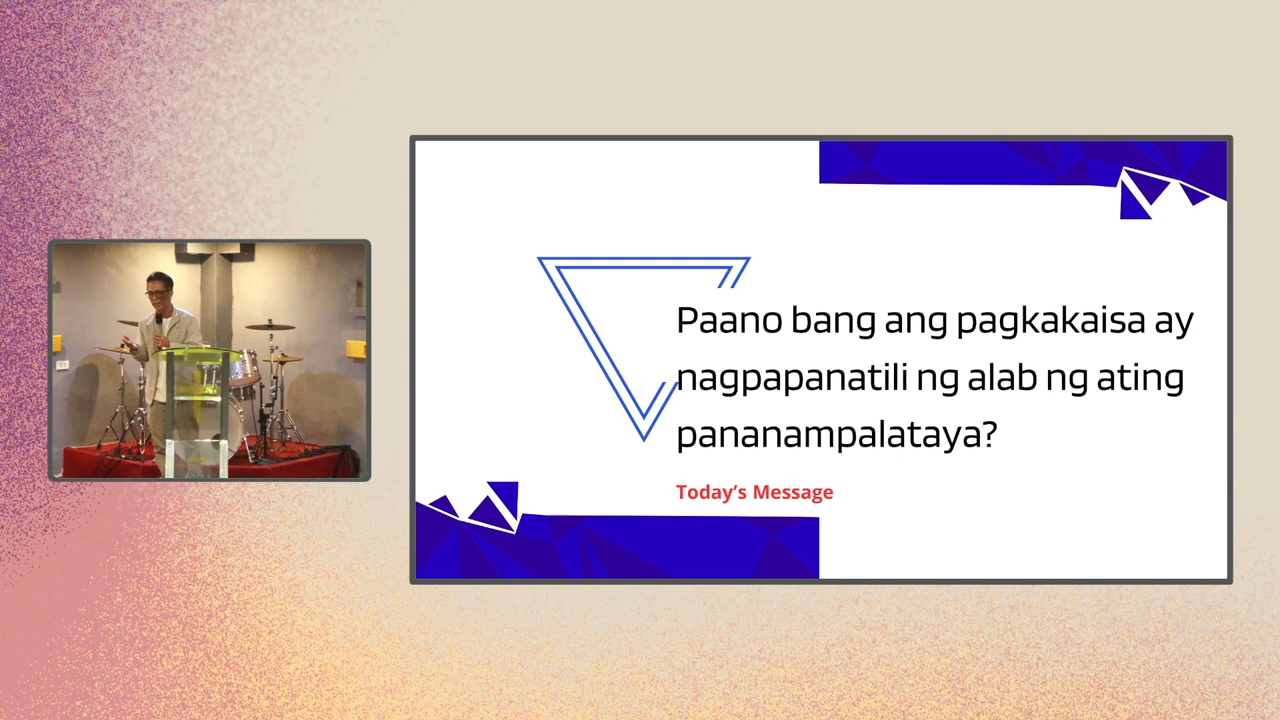 Paano bang ang pagkakaisa ay
nagpapanatili ng alab ng ating
pananampalataya?
Today's Message